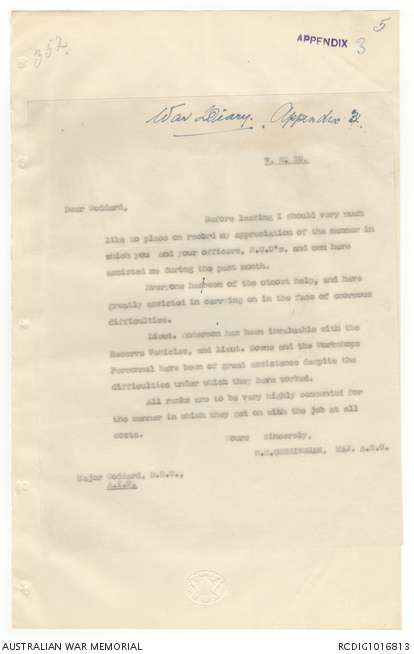 5
357.
APPENDIX 3
War Diary. Appendix 3.
Dear Goddard,
Before leaving I should very much
like to place on record my appreciation of the manner in
which you and your officers, N.C.O's. and men have
assisted me during the past month.
Everyone has been of the utmost help, and have
greatly assisted in carrying on in the face of enormous
difficulties.
Lieut. Anderson has been invaluable with the
Reserve Vehicles, and Lieut. and the Workshops
Personnel have been of great assistance despite the
difficulties under which they have worked.
All ranks are to be very highly commended for
the manner in which they got on with the job at all
costs.
Yours sincerely,
MAJ.
Major Goddard, D.S.O.,
AUSTRALIAN WAR MEMORIAL
RCDIG1016813